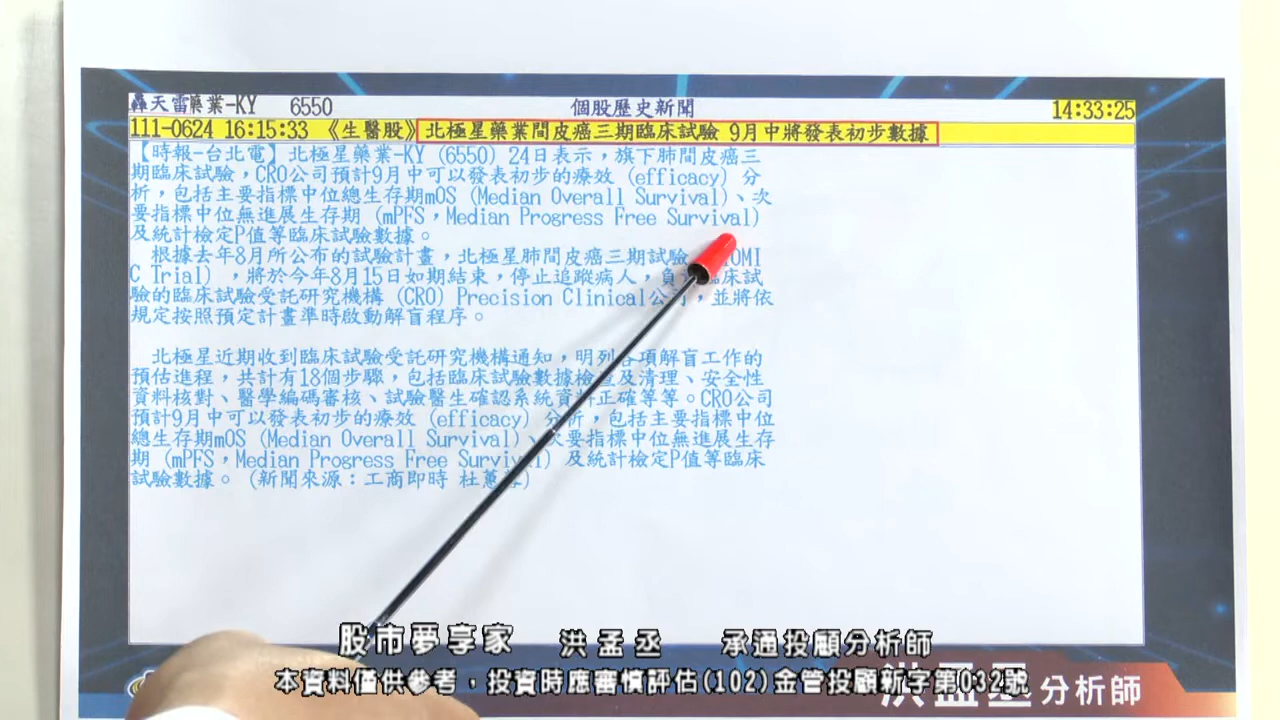 轟天雷藥業-KY 6550 個股歷史新聞 14:33:25
111-0624 16:15:33 《生醫股》北極星藥業間皮癌三期臨床試驗 9月中將發表初步數據
【時報-台北電】北極星藥業-KY (6550) 24日表示，旗下肺間皮癌三
期臨床試驗，CRO公司預計9月中可以發表初步的療效 (efficacy) 分
析，包括主要指標中位總生存期mOS (Median Overall Survival)、次
要指標中位無進展生存期 (mPFS，Median Progress Free Survival)
及統計檢定P值等臨床試驗數據。
根據去年8月所公布的試驗計畫，北極星肺間皮癌三期試驗 OMI
C Trial) ，將於今年8月15日如期結束，停止追蹤病人，負 臨床試
驗的臨床試驗受託研究機構 (CRO) Precision Clinical公 ，並將依
規定按照預定計畫準時啟動解盲程序。
北極星近期收到臨床試驗受託研究機構通知，明列各項解盲工作的
預估進程，共計有18個步驟，包括臨床試驗數據檢查及清理、安全性
資料核對、醫學編碼審核、試驗醫生確認系統資料正確等等。CRO公司
預計9月中可以發表初步的療效 (efficacy) 分析，包括主要指標中位
總生存期mOS (Median Overall Survival)、次要指標中位無進展生存
期 (mPFS，Median Progress Free Survival) 及統計檢定P值等臨床
試驗數據。 (新聞來源：工商即時 杜蕙 )
股市夢享家 洪孟丞 承通投顧分析師
本資料僅供參考，投資時應審慎評估(102)金管投顧新字第032號
洪孟丞分析師